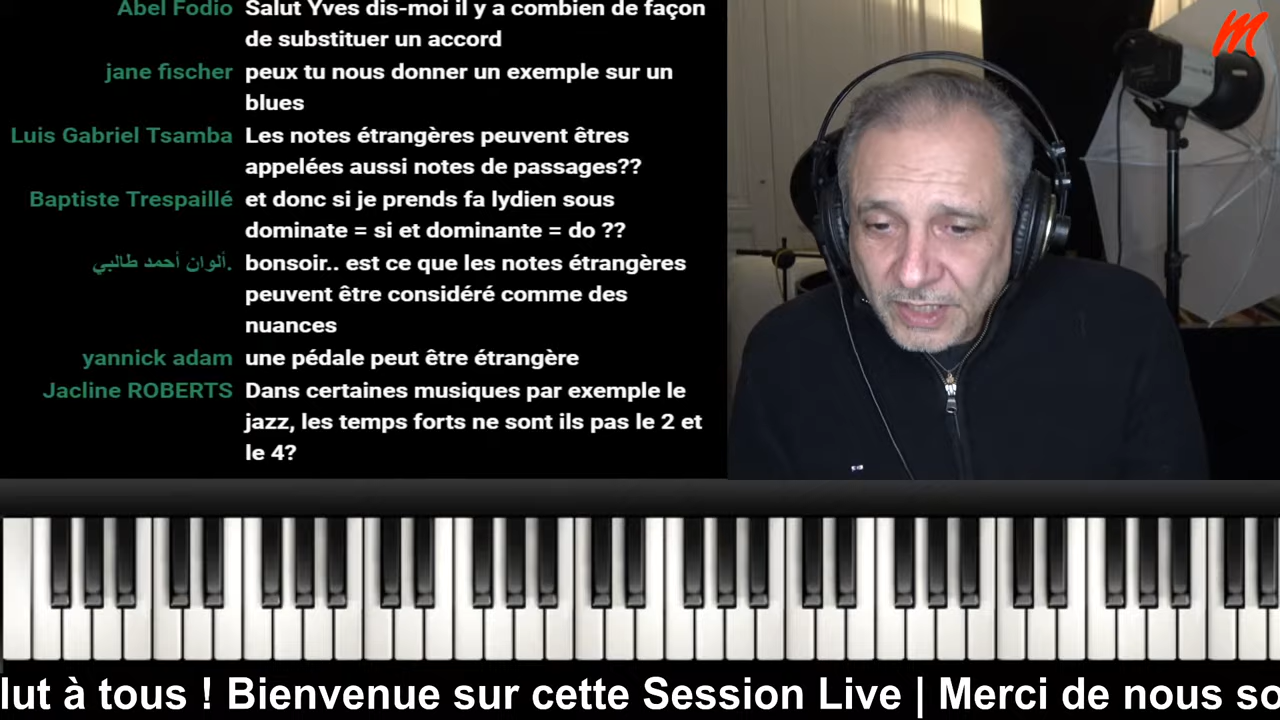 Abel Fodio Salut Yves dis-moi il y a combien de façon
de substituer un accord
jane fischer peux tu nous donner un exemple sur un
blues
Luis Gabriel Tsamba Les notes étrangères peuvent êtres
appelées aussi notes de passages??
Baptiste Trespaillé et donc si je prends fa lydien sous
dominate = si et dominante = do ??
ألوان أحمد طالبي. bonsoir.. est ce que les notes étrangères
peuvent être considéré comme des
nuances
yannick adam une pédale peut être étrangère
Jacline ROBERTS Dans certaines musiques par exemple le
jazz, les temps forts ne sont ils pas le 2 et
le 4?
lut à tous ! Bienvenue sur cette Session Live | Merci de nous so